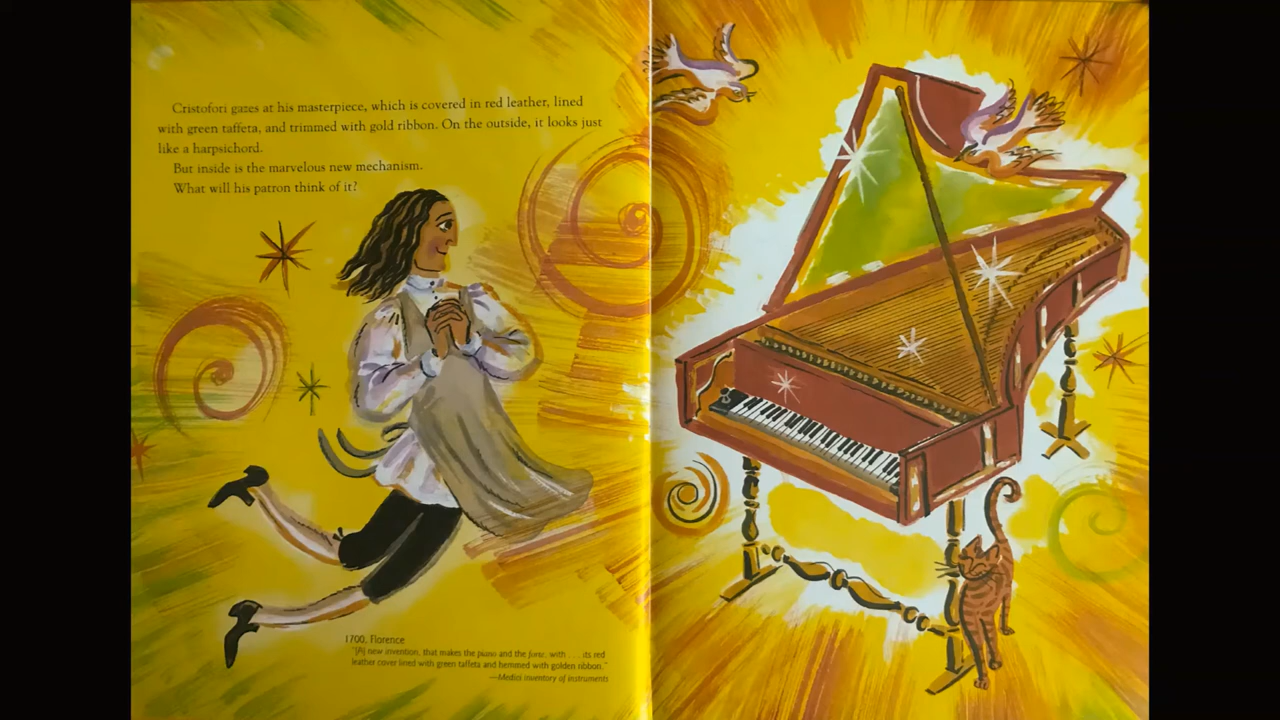 Cristofori gazes at his masterpiece, which is covered in red leather, lined
with green taffeta, and trimmed with gold ribbon. On the outside, it looks just
like a harpsichord.
But inside is the marvelous new mechanism.
What will his patron think of it?
1700, Florence
"[A] new invention, that makes the piano and the forte, with . . . its red
leather cover lined with green taffeta and hemmed with golden ribbon."
—Medici inventory of instruments